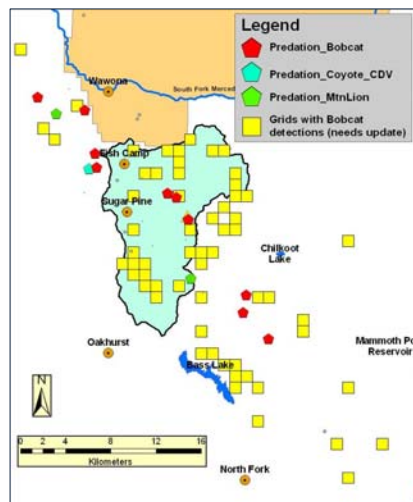 Legend
Predation_Bobcat
Predation_Coyote_CDV
Predation_MtnLion
Grids with Bobcat
detections (needs update)
Wawona
South Fork Merced
Fish Camp
Sugar Pine
Chilkoot
Lake
Oakhurst
Mammoth Po
Reservoir
Bass Lake
N
0 2 4 8 12 16
Kilometers
North Fork